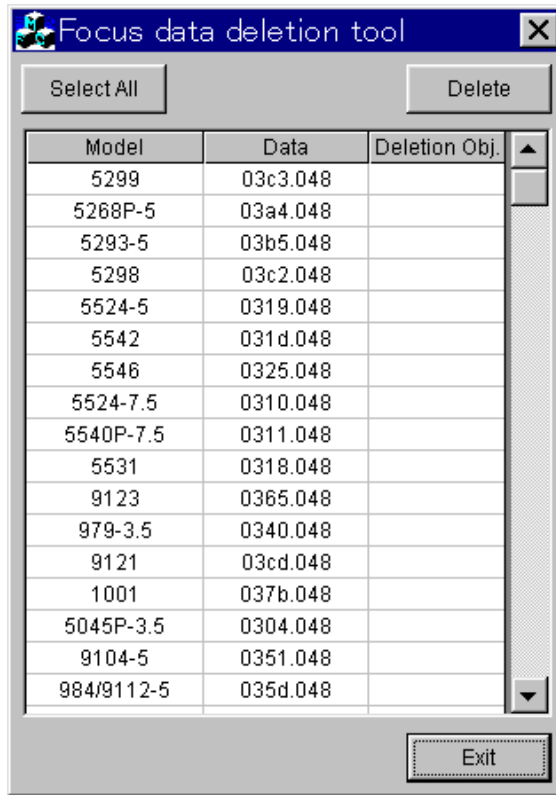 Focus data deletion tool
Select All Delete
Model Data Deletion Obj.
5299 03c3.048
5268P-5 03a4.048
5293-5 03b5.048
5298 03c2.048
5524-5 0319.048
5542 031d.048
5546 0325.048
5524-7.5 0310.048
5540P-7.5 0311.048
5531 0318.048
9123 0365.048
979-3.5 0340.048
9121 03cd.048
1001 037b.048
5045P-3.5 0304.048
9104-5 0351.048
984/9112-5 035d.048
Exit